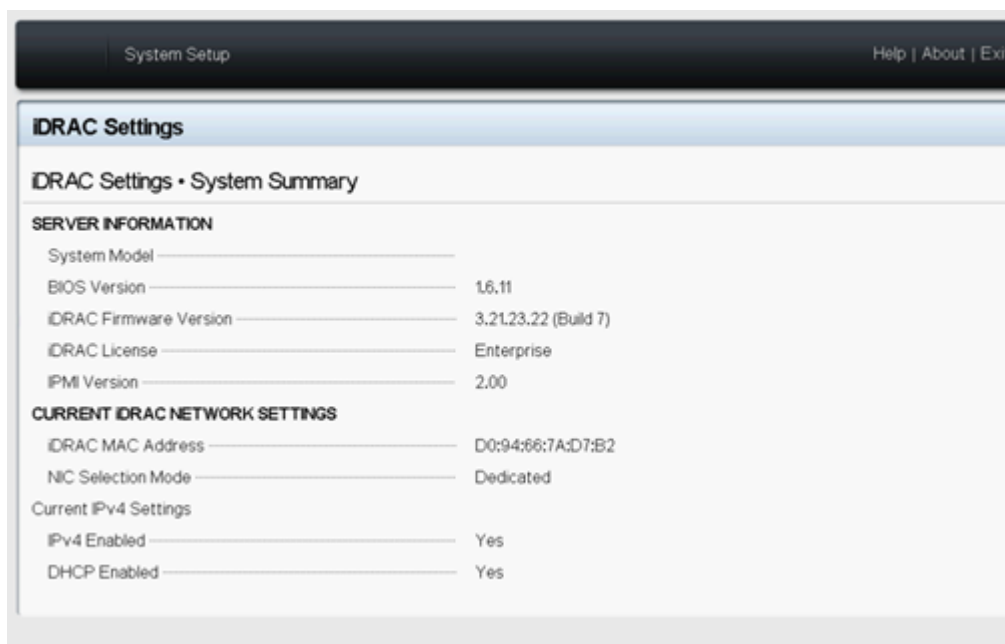 System Setup
Help | About | Exi
iDRAC Settings
iDRAC Settings • System Summary
SERVER INFORMATION
System Model
BIOS Version 1.6.11
iDRAC Firmware Version 3.21.23.22 (Build 7)
iDRAC License Enterprise
IPMI Version 2.00
CURRENT iDRAC NETWORK SETTINGS
iDRAC MAC Address D0:94:66:7A:D7:B2
NIC Selection Mode Dedicated
Current IPv4 Settings
IPv4 Enabled Yes
DHCP Enabled Yes